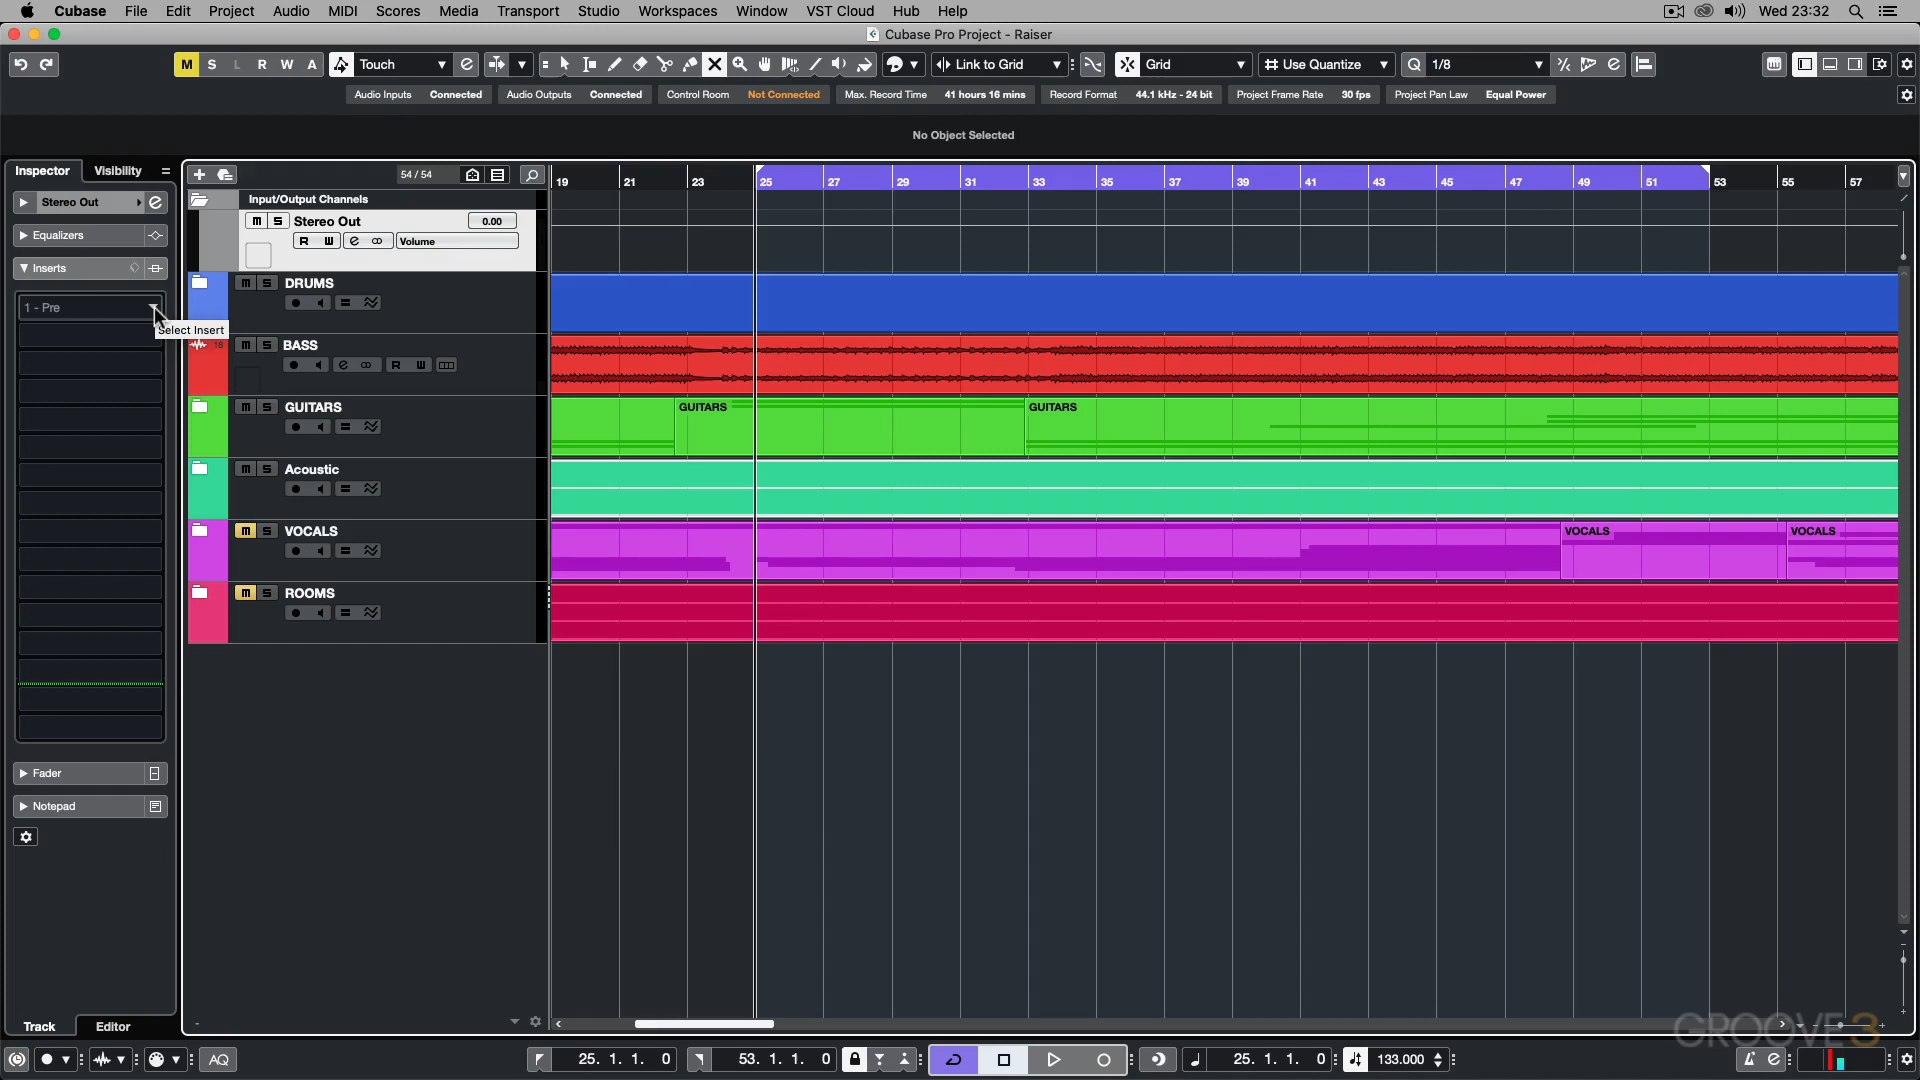 Cubase File Edit Project Audio MIDI Scores Media Transport Studio Workspaces Window VST Cloud Hub Help Wed 23:32
Cubase Pro Project - Raiser
M S L R W A Touch Link to Grid Grid Use Quantize Q 1/8
Audio Inputs Connected Audio Outputs Connected Control Room Not Connected Max. Record Time 41 hours 16 mins Record Format 44.1 kHz - 24 bit Project Frame Rate 30 fps Project Pan Law Equal Power
No Object Selected
Inspector Visibility
54 / 54
19 21 23 25 27 29 31 33 35 37 39 41 43 45 47 49 51 53 55 57
Input/Output Channels
Stereo Out
m S Stereo Out 0.00
R W e Volume
Equalizers
Inserts
1 - Pre
Select Insert
m S DRUMS
18 m S BASS
e R W
m S GUITARS
GUITARS GUITARS
m S Acoustic
m S VOCALS
VOCALS VOCALS
m S ROOMS
Fader
Notepad
Track Editor
GROOVE 3
AQ 25. 1. 1. 0 53. 1. 1. 0 25. 1. 1. 0 133.000